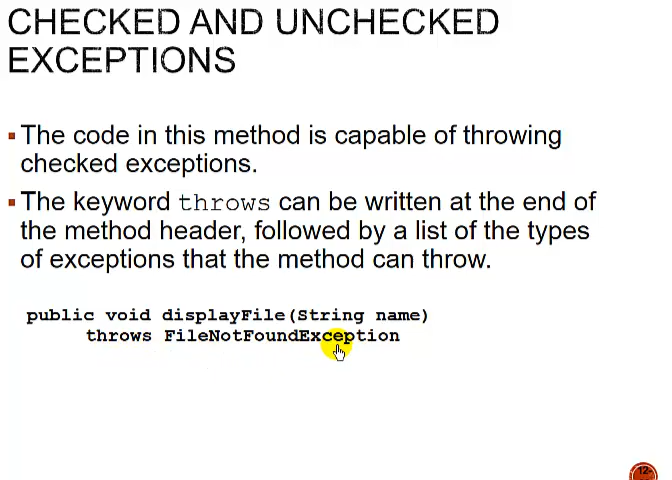 CHECKED AND UNCHECKED
EXCEPTIONS
▪ The code in this method is capable of throwing
checked exceptions.
▪ The keyword throws can be written at the end of
the method header, followed by a list of the types
of exceptions that the method can throw.
public void displayFile(String name)
throws FileNotFoundException
12-